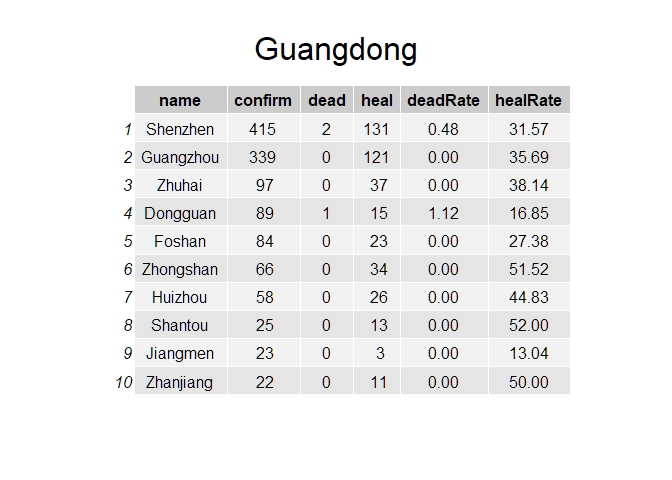 Guangdong
name confirm dead heal deadRate healRate
1 Shenzhen 415 2 131 0.48 31.57
2 Guangzhou 339 0 121 0.00 35.69
3 Zhuhai 97 0 37 0.00 38.14
4 Dongguan 89 1 15 1.12 16.85
5 Foshan 84 0 23 0.00 27.38
6 Zhongshan 66 0 34 0.00 51.52
7 Huizhou 58 0 26 0.00 44.83
8 Shantou 25 0 13 0.00 52.00
9 Jiangmen 23 0 3 0.00 13.04
10 Zhanjiang 22 0 11 0.00 50.00